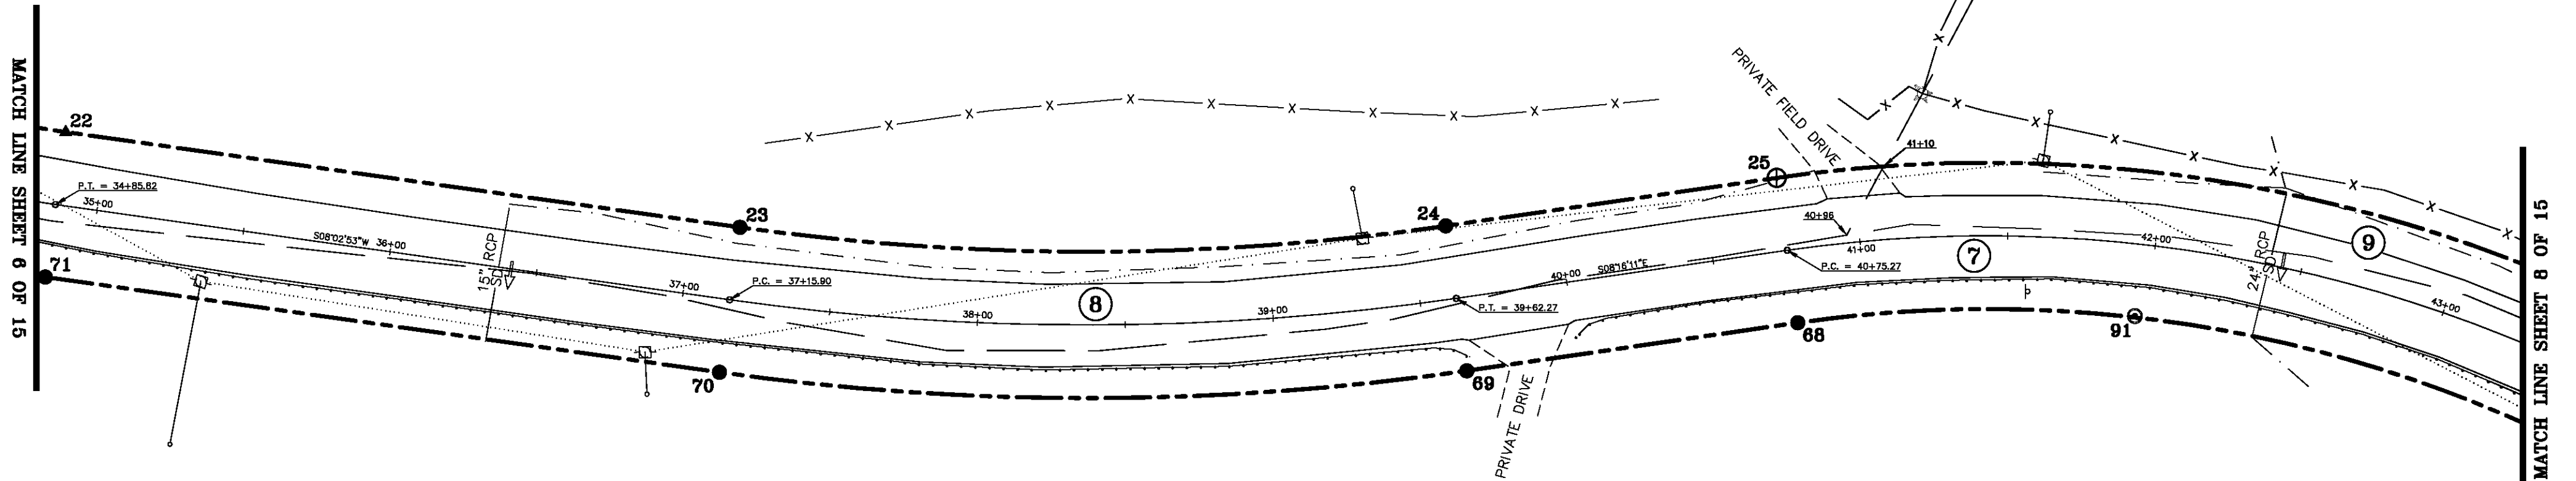 MATCH LINE SHEET 6 OF 15
22
P.T. = 34+85.62
35+00
71
S08°02'53"W 36+00
15" RCP
SD
37+00
70
23
P.C. = 37+15.90
38+00
8
39+00
24
P.T. = 39+62.27
69
PRIVATE DRIVE
40+00
S08°16'11"E
25
PRIVATE FIELD DRIVE
41+10
40+96
41+00
P.C. = 40+75.27
68
7
91
42+00
24" RCP
SD
9
43+00
MATCH LINE SHEET 8 OF 15